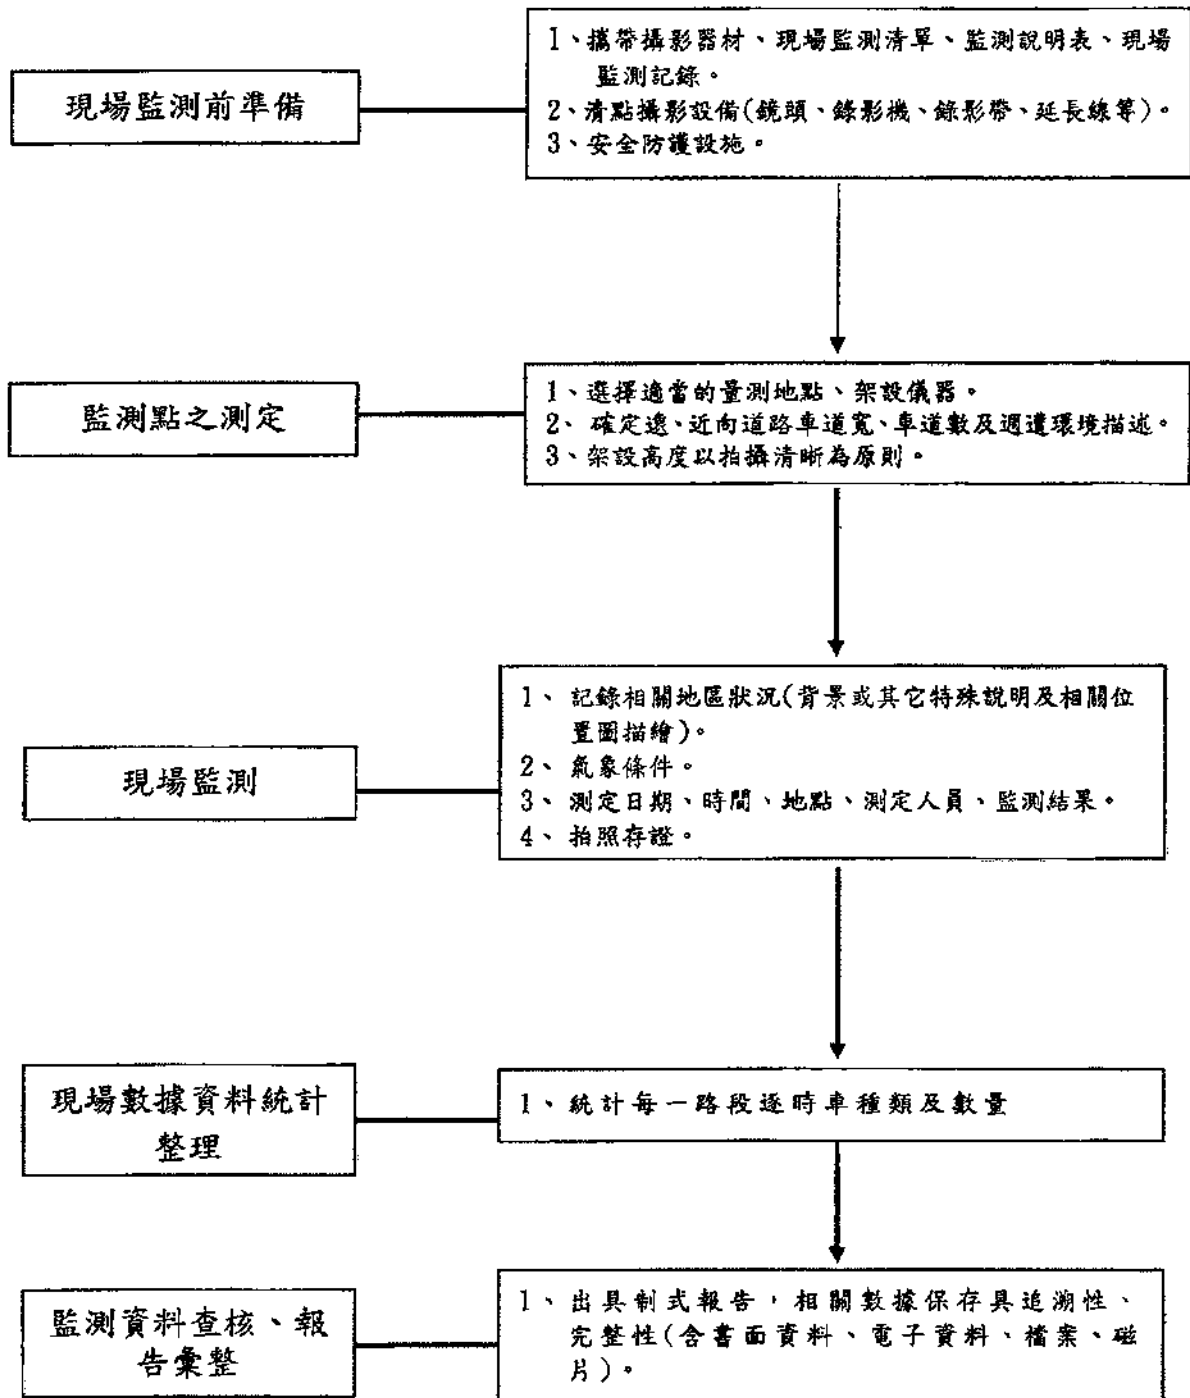 現場監測前準備
1、攜帶攝影器材、現場監測清單、監測說明表、現場
監測記錄。
2、清點攝影設備(鏡頭、錄影機、錄影帶、延長線等)。
3、安全防護設施。
監測點之測定
1、選擇適當的量測地點、架設儀器。
2、確定遠、近向道路車道寬、車道數及週遭環境描述。
3、架設高度以拍攝清晰為原則。
現場監測
1、記錄相關地區狀況(背景或其它特殊說明及相關位
置圖描繪)。
2、氣象條件。
3、測定日期、時間、地點、測定人員、監測結果。
4、拍照存證。
現場數據資料統計
整理
1、統計每一路段逐時車種類及數量
監測資料查核、報
告彙整
1、出具制式報告，相關數據保存具追溯性、
完整性(含書面資料、電子資料、檔案、磁
片)。